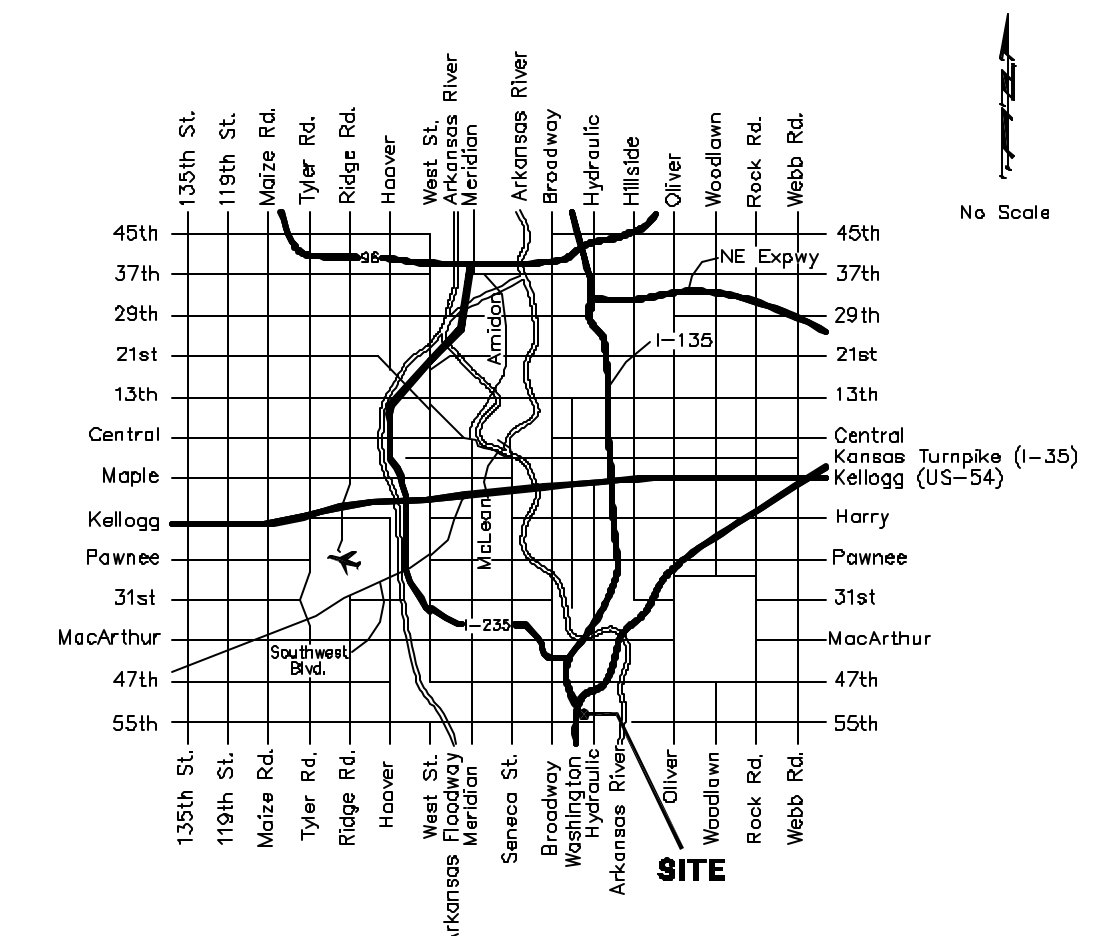 135th St.
119th St.
Maize Rd.
Tyler Rd.
Ridge Rd.
Hoover
West St.
Arkansas River
Meridian
Arkansas River
Broadway
Hydraulic
Hillside
Oliver
Woodlawn
Rock Rd.
Webb Rd.
No Scale
45th
37th
29th
21st
13th
Central
Maple
Kellogg
Pawnee
31st
MacArthur
47th
55th
96
NE Expwy
Amidon
I-135
McLean
I-235
Southwest
Blvd.
45th
37th
29th
21st
13th
Central
Kansas Turnpike (I-35)
Kellogg (US-54)
Harry
Pawnee
31st
MacArthur
47th
55th
135th St.
119th St.
Maize Rd.
Tyler Rd.
Ridge Rd.
Hoover
West St.
Arkansas Floodway
Meridian
Seneca St.
Broadway
Washington
Hydraulic
Arkansas River
Oliver
Woodlawn
Rock Rd.
Webb Rd.
SITE